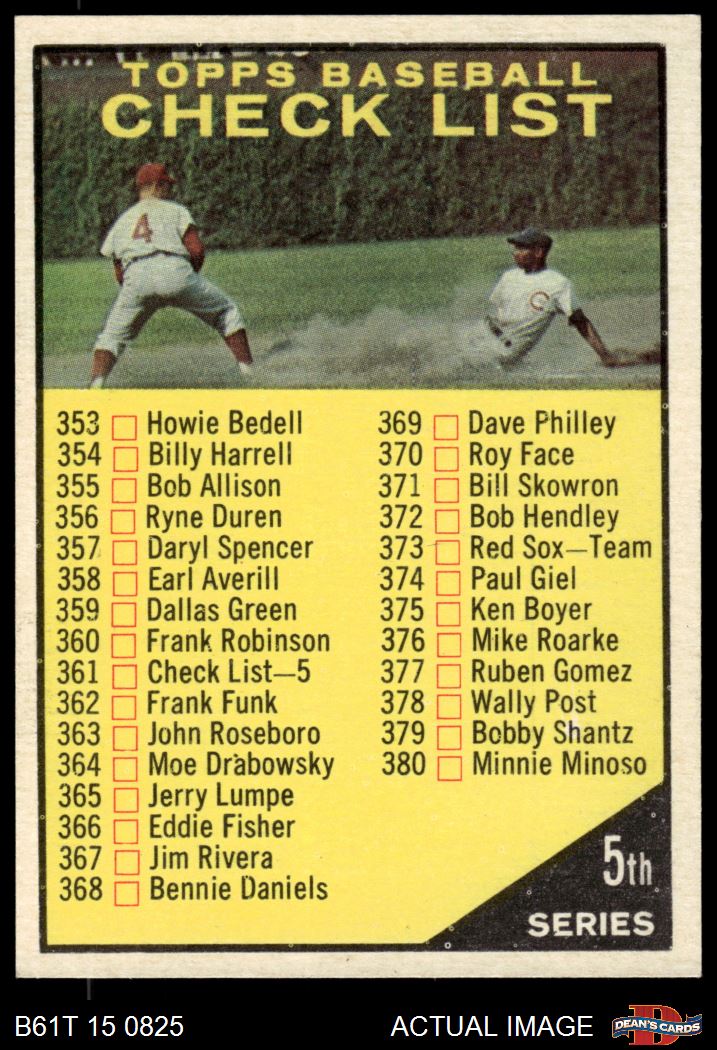 TOPPS BASEBALL
CHECK LIST
4
C
353 Howie Bedell
354 Billy Harrell
355 Bob Allison
356 Ryne Duren
357 Daryl Spencer
358 Earl Averill
359 Dallas Green
360 Frank Robinson
361 Check List—5
362 Frank Funk
363 John Roseboro
364 Moe Drabowsky
365 Jerry Lumpe
366 Eddie Fisher
367 Jim Rivera
368 Bennie Daniels
369 Dave Philley
370 Roy Face
371 Bill Skowron
372 Bob Hendley
373 Red Sox—Team
374 Paul Giel
375 Ken Boyer
376 Mike Roarke
377 Ruben Gomez
378 Wally Post
379 Bobby Shantz
380 Minnie Minoso
5th
SERIES
B61T 15 0825
ACTUAL IMAGE
D
DEAN'S CARDS